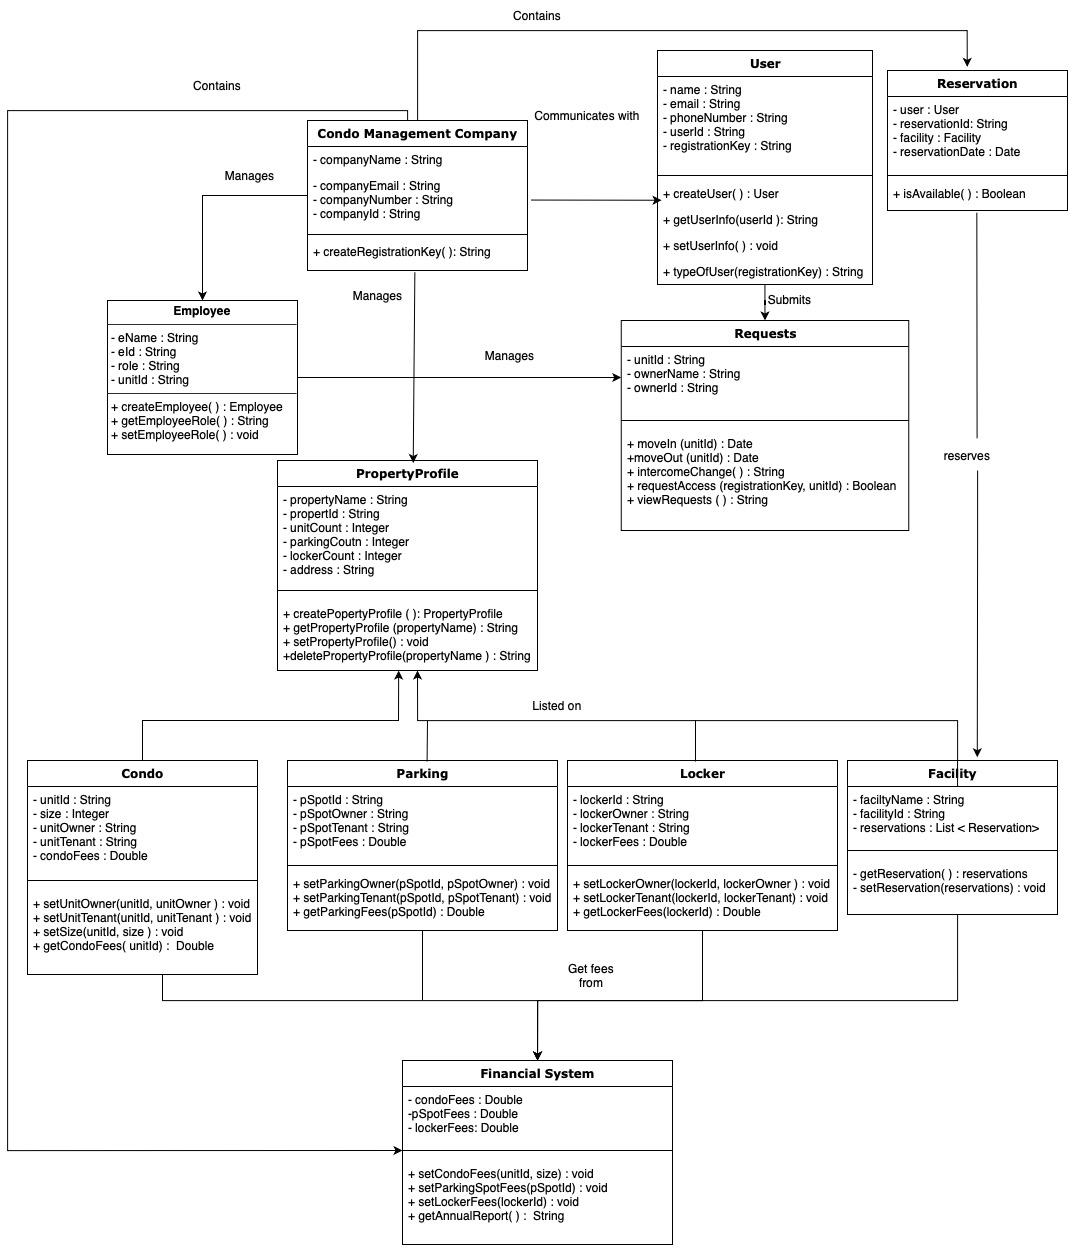 Contains
Contains
Communicates with
Manages
Condo Management Company
- companyName : String
- companyEmail : String
- companyNumber : String
- companyId : String
+ createRegistrationKey( ): String
User
- name : String
- email : String
- phoneNumber : String
- userId : String
- registrationKey : String
+ createUser( ) : User
+ getUserInfo(userId ): String
+ setUserInfo( ) : void
+ typeOfUser(registrationKey) : String
Reservation
- user : User
- reservationId: String
- facility : Facility
- reservationDate : Date
+ isAvailable( ) : Boolean
Manages
Submits
Employee
- eName : String
- eId : String
- role : String
- unitId : String
+ createEmployee( ) : Employee
+ getEmployeeRole( ) : String
+ setEmployeeRole( ) : void
Manages
Requests
- unitId : String
- ownerName : String
- ownerId : String
+ moveIn (unitId) : Date
+moveOut (unitId) : Date
+ intercomeChange( ) : String
+ requestAccess (registrationKey, unitId) : Boolean
+ viewRequests ( ) : String
reserves
PropertyProfile
- propertyName : String
- propertId : String
- unitCount : Integer
- parkingCoutn : Integer
- lockerCount : Integer
- address : String
+ createPopertyProfile ( ): PropertyProfile
+ getPropertyProfile (propertyName) : String
+ setPropertyProfile() : void
+deletePropertyProfile(propertyName ) : String
Listed on
Condo
- unitId : String
- size : Integer
- unitOwner : String
- unitTenant : String
- condoFees : Double
+ setUnitOwner(unitId, unitOwner ) : void
+ setUnitTenant(unitId, unitTenant ) : void
+ setSize(unitId, size ) : void
+ getCondoFees( unitId) :  Double
Parking
- pSpotId : String
- pSpotOwner : String
- pSpotTenant : String
- pSpotFees : Double
+ setParkingOwner(pSpotId, pSpotOwner) : void
+ setParkingTenant(pSpotId, pSpotTenant) : void
+ getParkingFees(pSpotId) : Double
Locker
- lockerId : String
- lockerOwner : String
- lockerTenant : String
- lockerFees : Double
+ setLockerOwner(lockerId, lockerOwner ) : void
+ setLockerTenant(lockerId, lockerTenant) : void
+ getLockerFees(lockerId) : Double
Facility
- faciltyName : String
- facilityId : String
- reservations : List < Reservation>
- getReservation( ) : reservations
- setReservation(reservations) : void
Get fees
from
Financial System
- condoFees : Double
-pSpotFees : Double
- lockerFees: Double
+ setCondoFees(unitId, size) : void
+ setParkingSpotFees(pSpotId) : void
+ setLockerFees(lockerId) : void
+ getAnnualReport( ) :  String